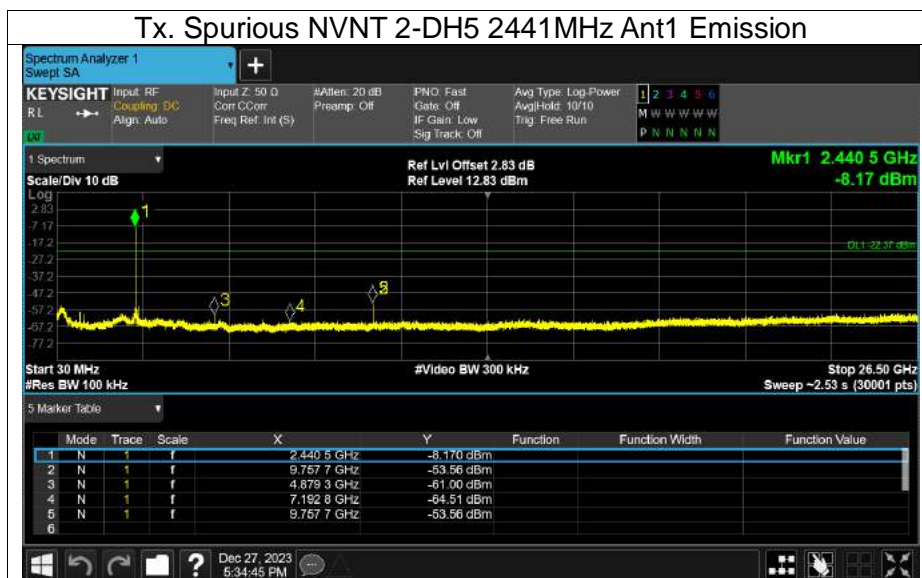 Tx. Spurious NVNT 2-DH5 2441MHz Ant1 Emission
Spectrum Analyzer 1
Swept SA
+
KEYSIGHT
R L
Input: RF
Coupling: DC
Align: Auto
Input Z: 50 Ω
Corr CCorr
Freq Ref: Int (S)
#Atten: 20 dB
Preamp: Off
PNO: Fast
Gate: Off
IF Gain: Low
Sig Track: Off
Avg Type: Log-Power
Avg|Hold: 10/10
Trig: Free Run
1 2 3 4 5 6
M W W W W W
P N N N N N
1 Spectrum
Scale/Div 10 dB
Ref Lvl Offset 2.83 dB
Ref Level 12.83 dBm
Mkr1 2.440 5 GHz
-8.17 dBm
Log
2.83
-7.17
-17.2
-27.2
-37.2
-47.2
-57.2
-67.2
-77.2
1
3
4
DL1 -22.37 dBm
Start 30 MHz
#Res BW 100 kHz
#Video BW 300 kHz
Stop 26.50 GHz
Sweep ~2.53 s (30001 pts)
5 Marker Table
Mode Trace Scale X Y Function Function Width Function Value
1 N 1 f 2.440 5 GHz -8.170 dBm
2 N 1 f 9.757 7 GHz -53.56 dBm
3 N 1 f 4.879 3 GHz -61.00 dBm
4 N 1 f 7.192 8 GHz -64.51 dBm
5 N 1 f 9.757 7 GHz -53.56 dBm
6
?
Dec 27, 2023
5:34:45 PM